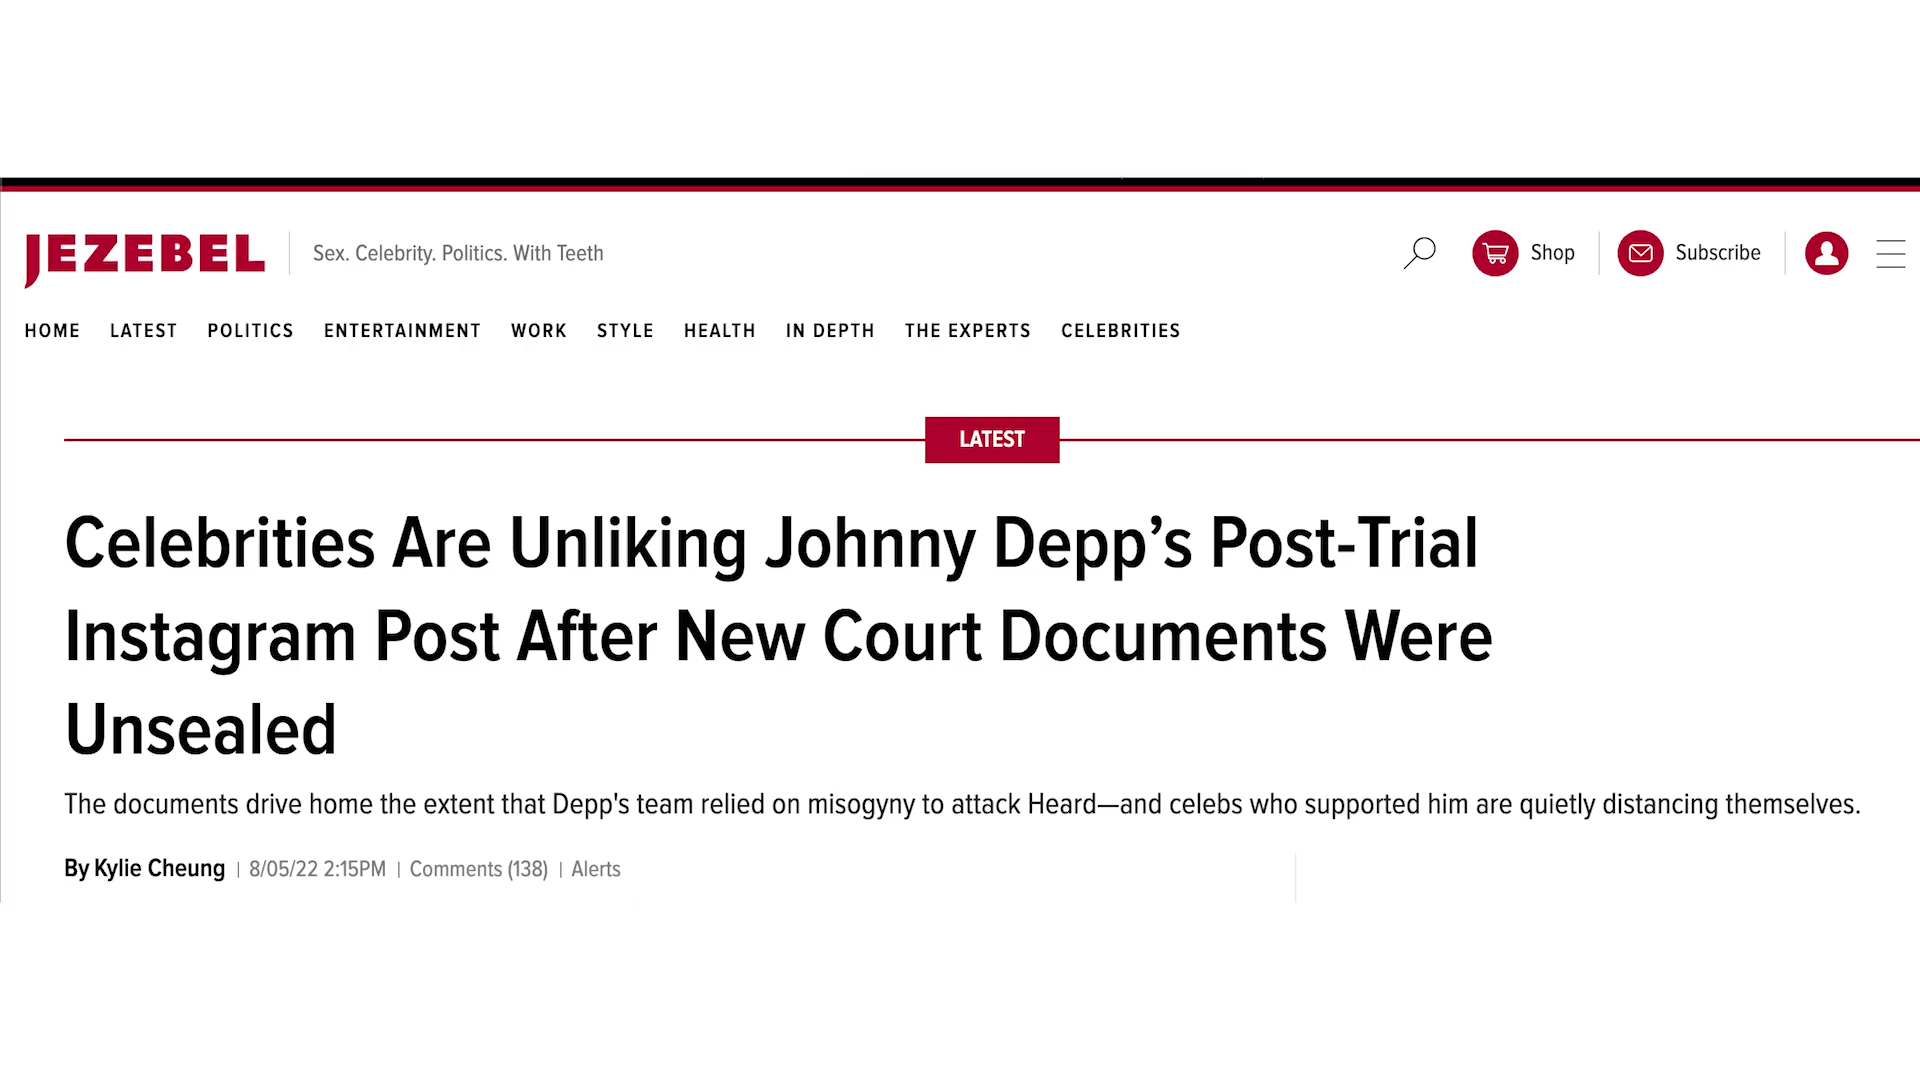 JEZEBEL
Sex. Celebrity. Politics. With Teeth
Shop
Subscribe
HOME LATEST POLITICS ENTERTAINMENT WORK STYLE HEALTH IN DEPTH THE EXPERTS CELEBRITIES
LATEST
Celebrities Are Unliking Johnny Depp’s Post-Trial
Instagram Post After New Court Documents Were
Unsealed
The documents drive home the extent that Depp's team relied on misogyny to attack Heard—and celebs who supported him are quietly distancing themselves.
By Kylie Cheung | 8/05/22 2:15PM | Comments (138) | Alerts